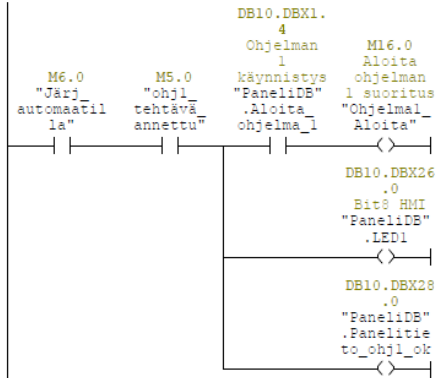 DB10.DBX1.
4
Ohjelman
1
käynnistys
"PaneliDB"
.Aloita_
ohjelma_1
M16.0
Aloita
ohjelman
1 suoritus
"Ohjelma1_
Aloita"
M6.0
"Järj_
automaatil
la"
M5.0
"ohj1_
tehtävä_
annettu"
DB10.DBX26
.0
Bit8 HMI
"PaneliDB"
.LED1
DB10.DBX28
.0
"PaneliDB"
.Panelitie
to_ohj1_ok